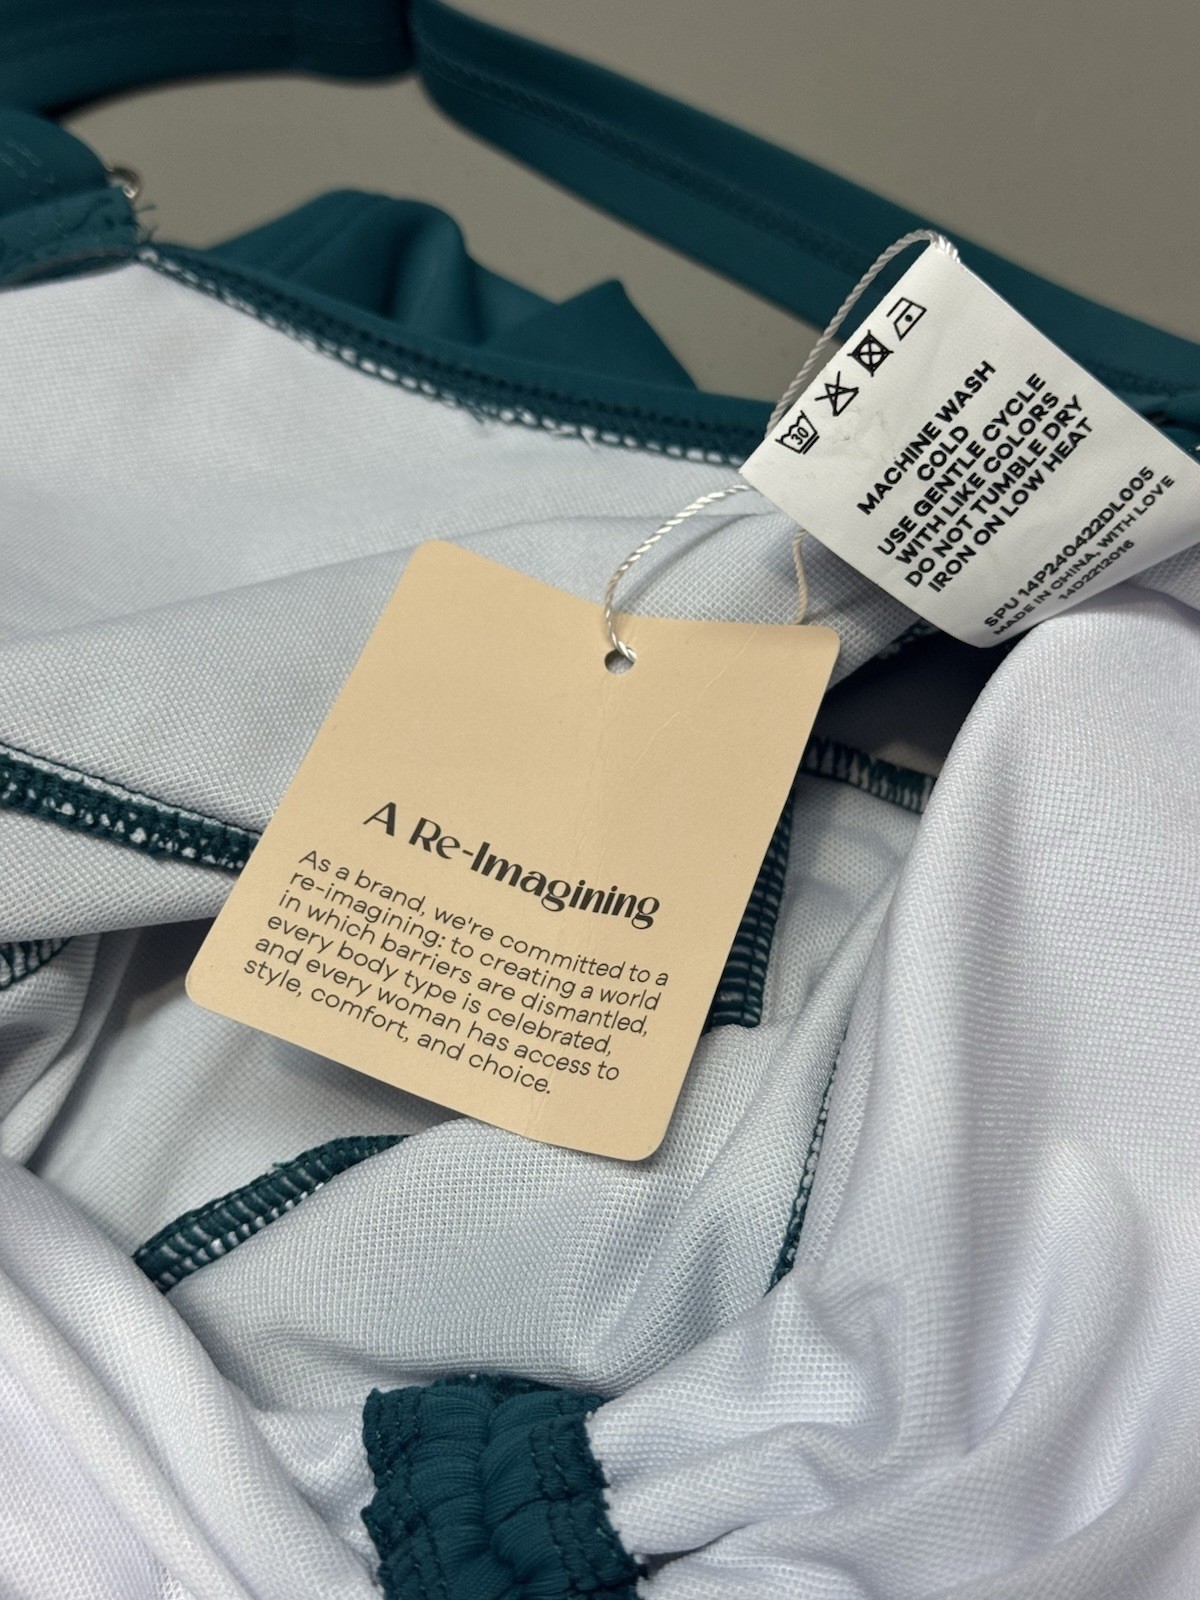 A Re-Imagining
As a brand, we're committed to a
re-imagining: to creating a world
in which barriers are dismantled,
every body type is celebrated,
and every woman has access to
style, comfort, and choice.
30
MACHINE WASH
COLD
USE GENTLE CYCLE
WITH LIKE COLORS
DO NOT TUMBLE DRY
IRON ON LOW HEAT
SPU 14P240422DL005
MADE IN CHINA, WITH LOVE
14D2212016